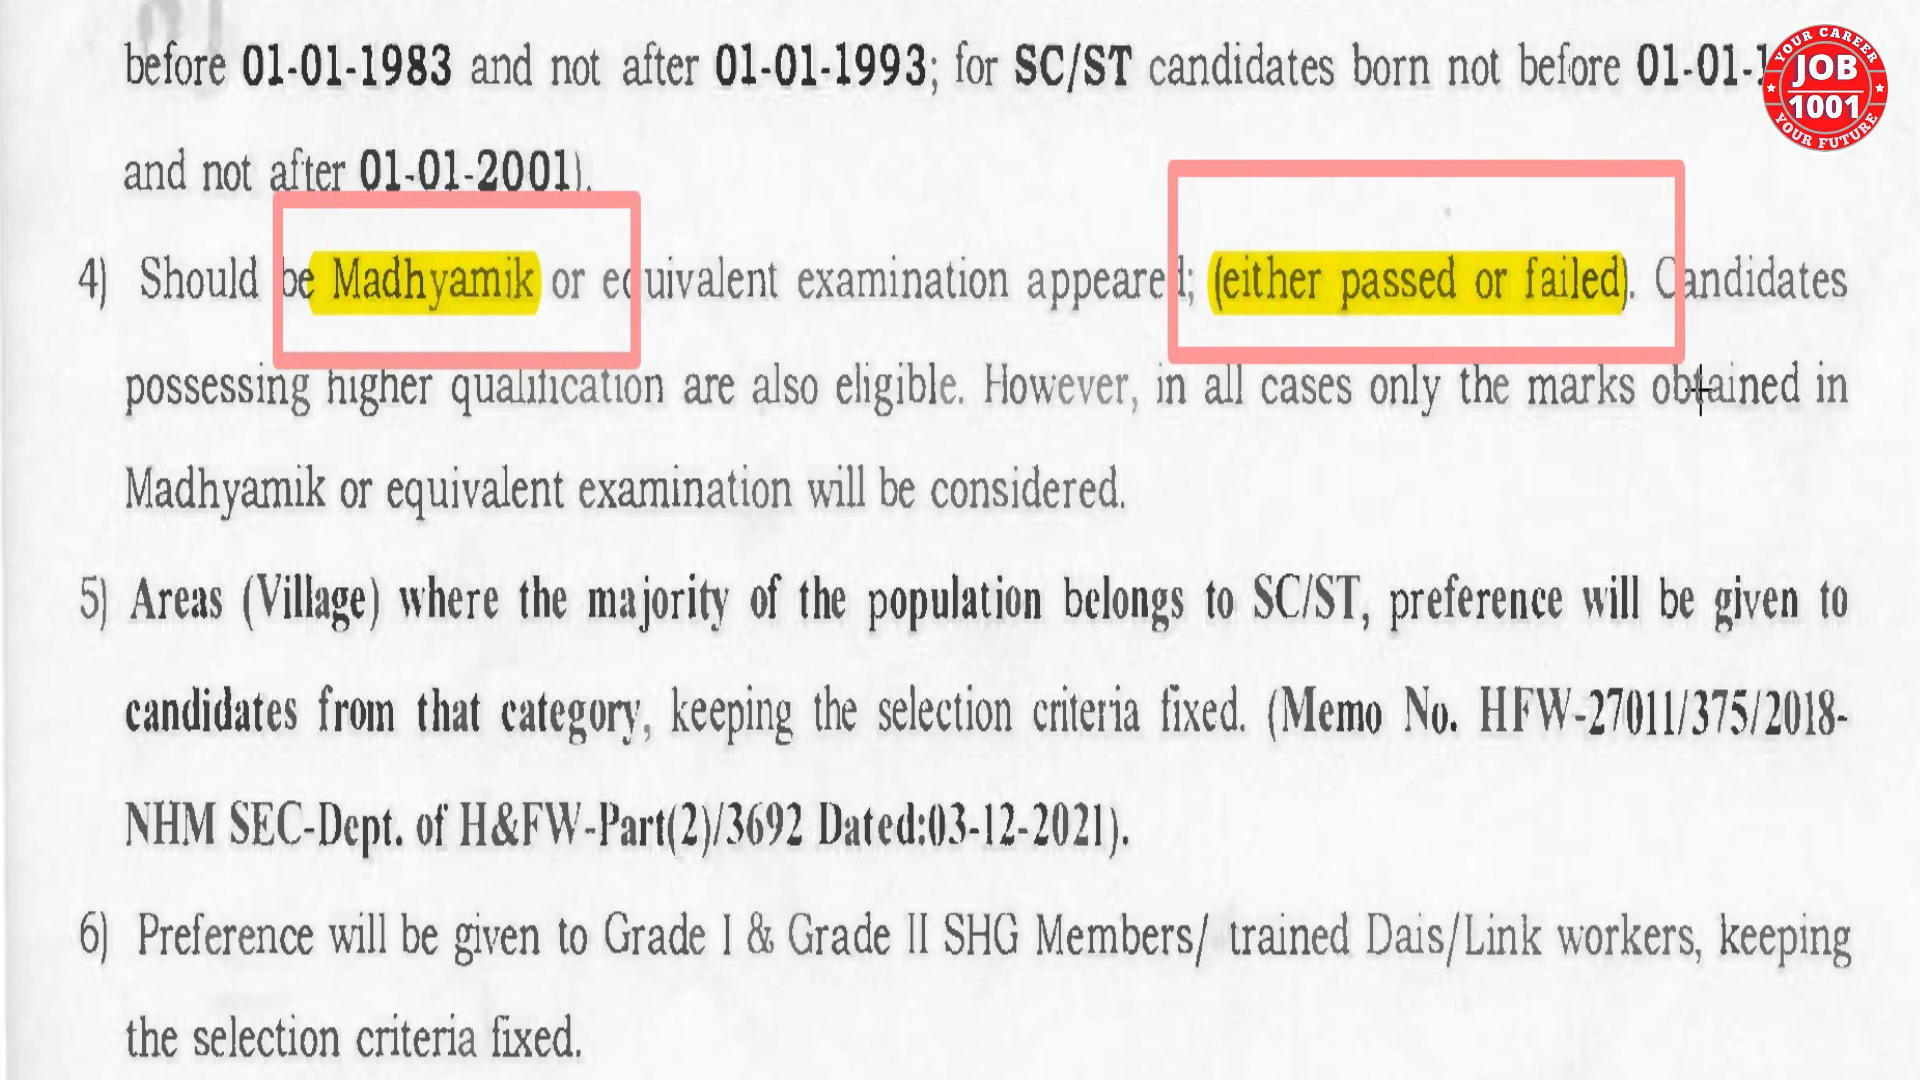 before 01-01-1983 and not after 01-01-1993; for SC/ST candidates born not before 01-01-1
and not after 01-01-2001).
4) Should be Madhyamik or equivalent examination appeared; (either passed or failed). Candidates
possessing higher qualification are also eligible. However, in all cases only the marks obtained in
Madhyamik or equivalent examination will be considered.
5) Areas (Village) where the majority of the population belongs to SC/ST, preference will be given to
candidates from that category, keeping the selection criteria fixed. (Memo No. HFW-27011/375/2018-
NHM SEC-Dept. of H&FW-Part(2)/3692 Dated:03-12-2021).
6) Preference will be given to Grade I & Grade II SHG Members/ trained Dais/Link workers, keeping
the selection criteria fixed.
YOUR CAREER
JOB
1001
YOUR FUTURE